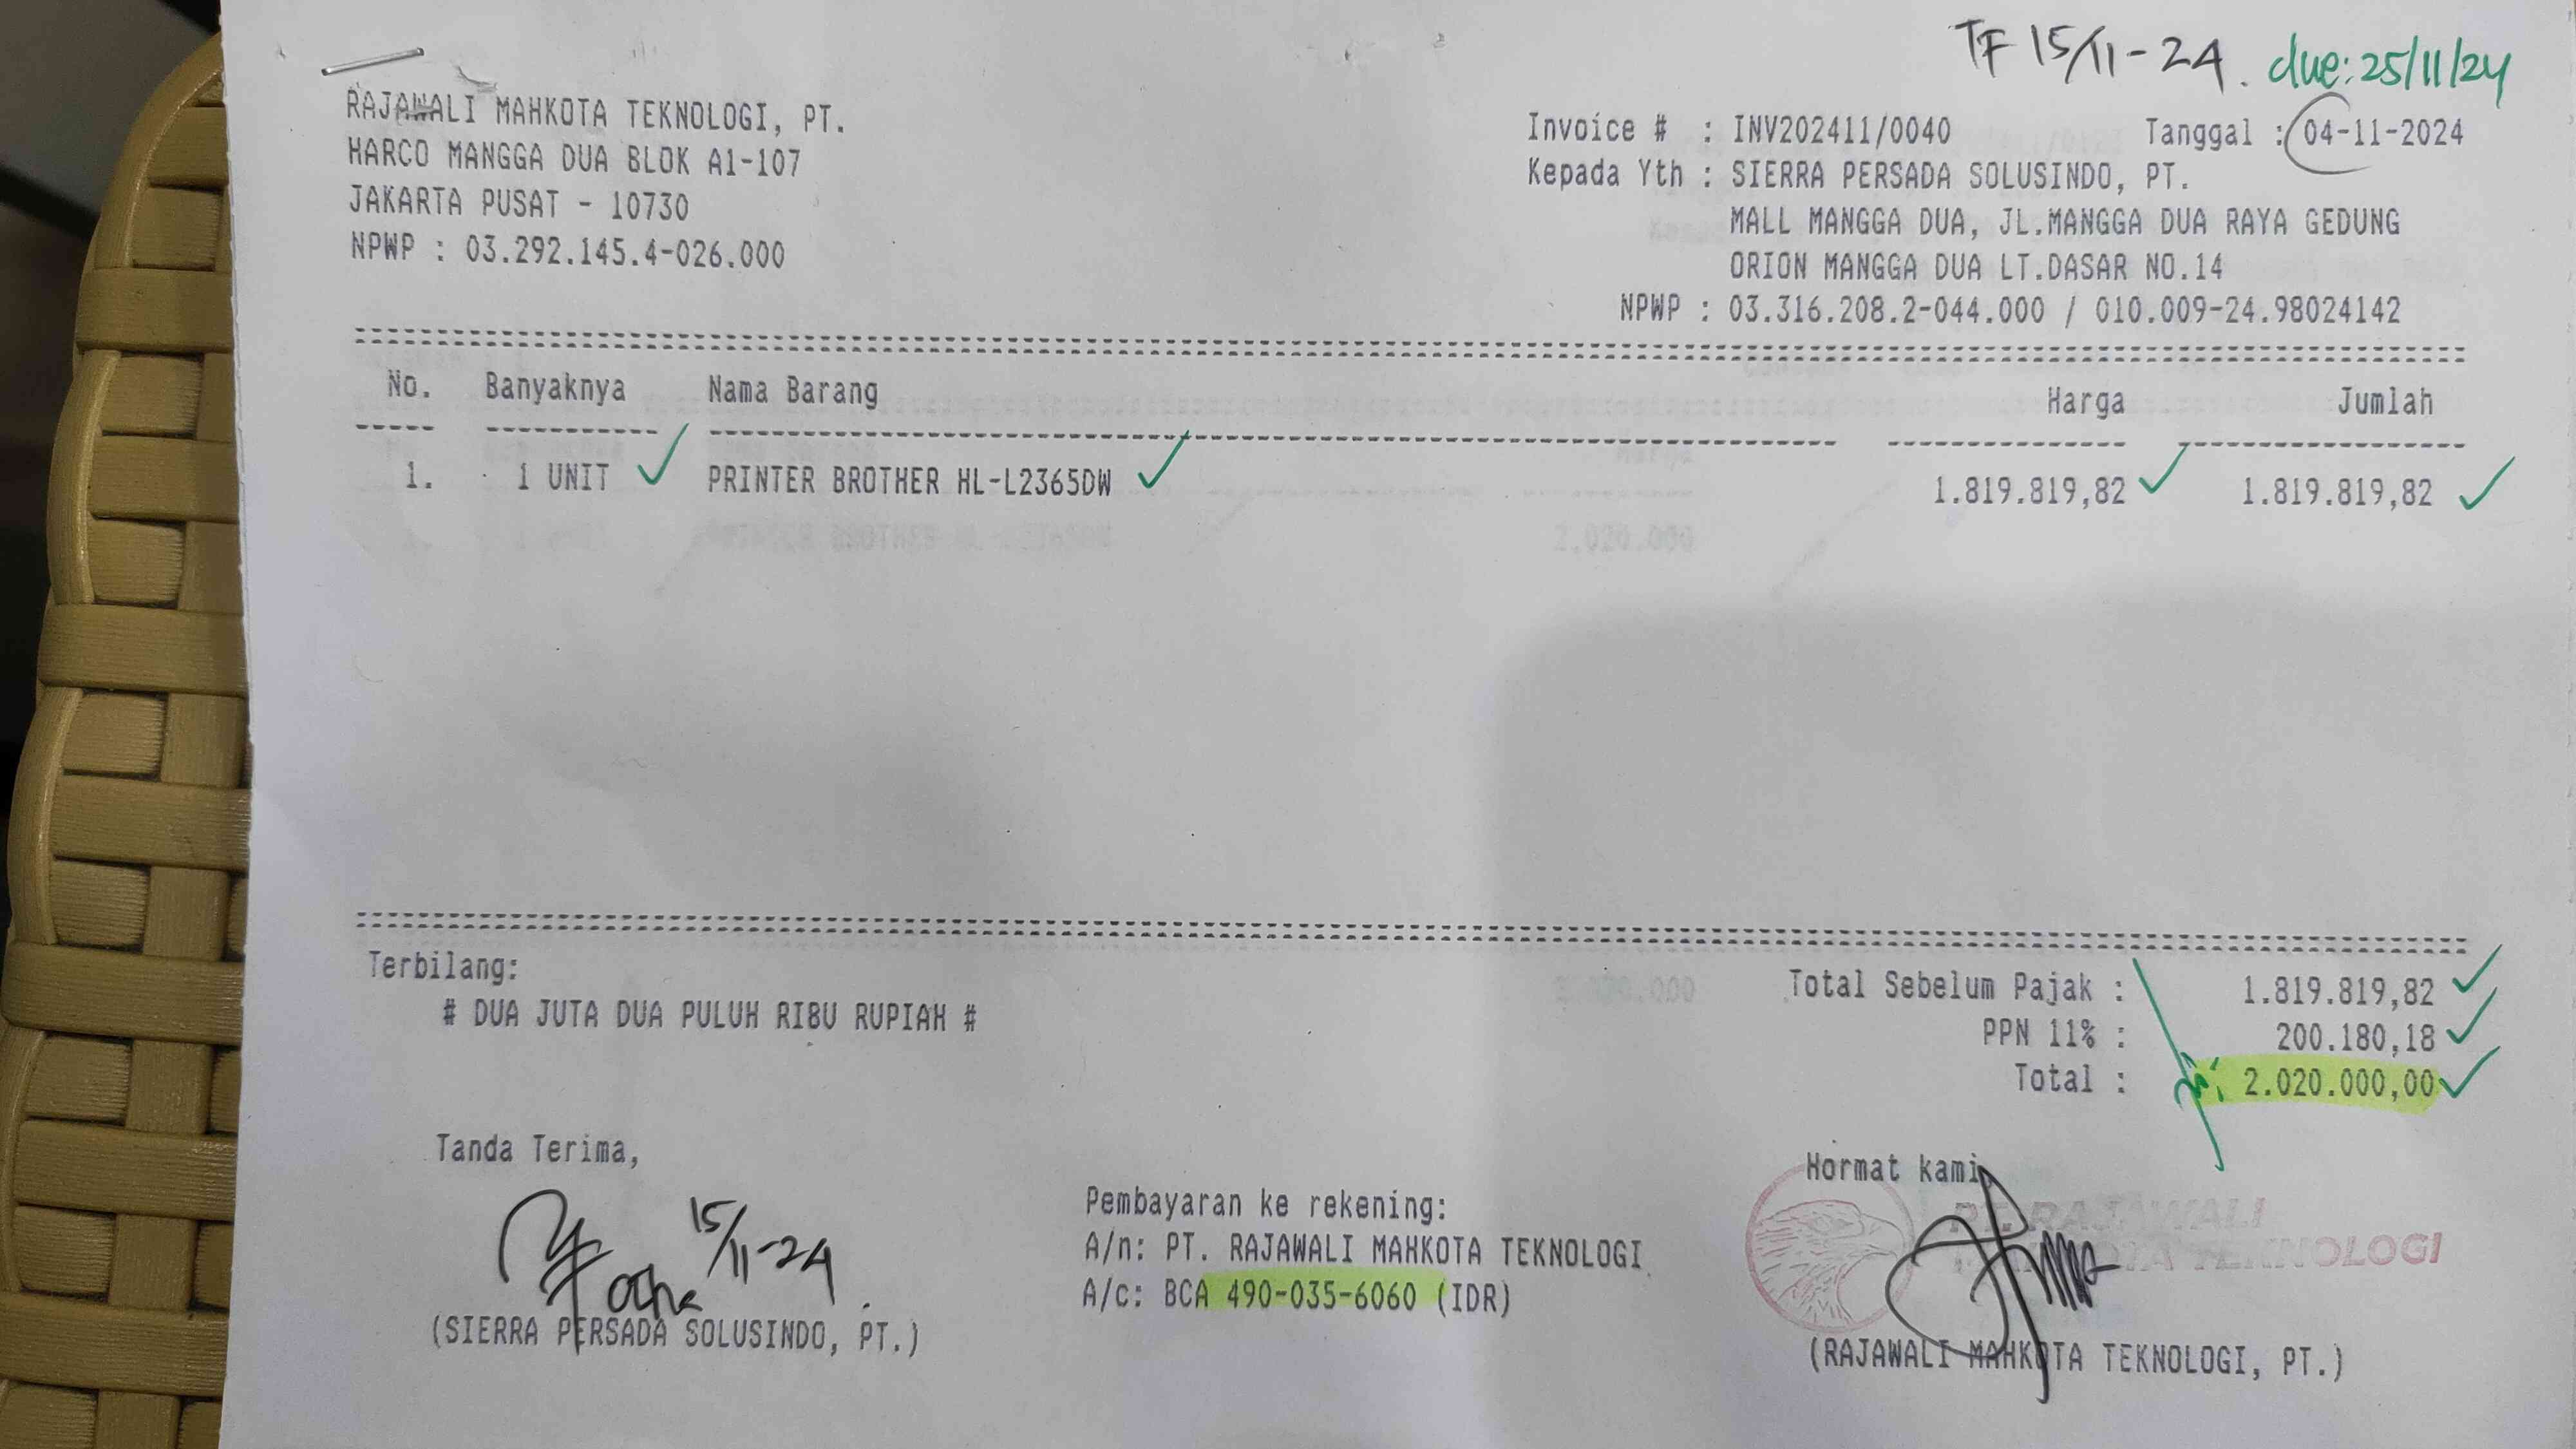 TF 15/11-24. due: 25/11/24
RAJAWALI MAHKOTA TEKNOLOGI, PT.
HARCO MANGGA DUA BLOK A1-107
JAKARTA PUSAT - 10730
NPWP : 03.292.145.4-026.000
Invoice # : INV202411/0040 Tanggal : 04-11-2024
Kepada Yth : SIERRA PERSADA SOLUSINDO, PT.
MALL MANGGA DUA, JL.MANGGA DUA RAYA GEDUNG
ORION MANGGA DUA LT.DASAR NO.14
NPWP : 03.316.208.2-044.000 / 010.009-24.98024142
No. Banyaknya Nama Barang Harga Jumlah
1. 1 UNIT PRINTER BROTHER HL-L2365DW 1.819.819,82 1.819.819,82
Terbilang:
# DUA JUTA DUA PULUH RIBU RUPIAH #
Total Sebelum Pajak : 1.819.819,82
PPN 11% : 200.180,18
Total : 2.020.000,00
Tanda Terima,
15/11-24
(SIERRA PERSADA SOLUSINDO, PT.)
Pembayaran ke rekening:
A/n: PT. RAJAWALI MAHKOTA TEKNOLOGI
A/c: BCA 490-035-6060 (IDR)
Hormat kami,
PT. RAJAWALI
MAHKOTA TEKNOLOGI
(RAJAWALI MAHKOTA TEKNOLOGI, PT.)